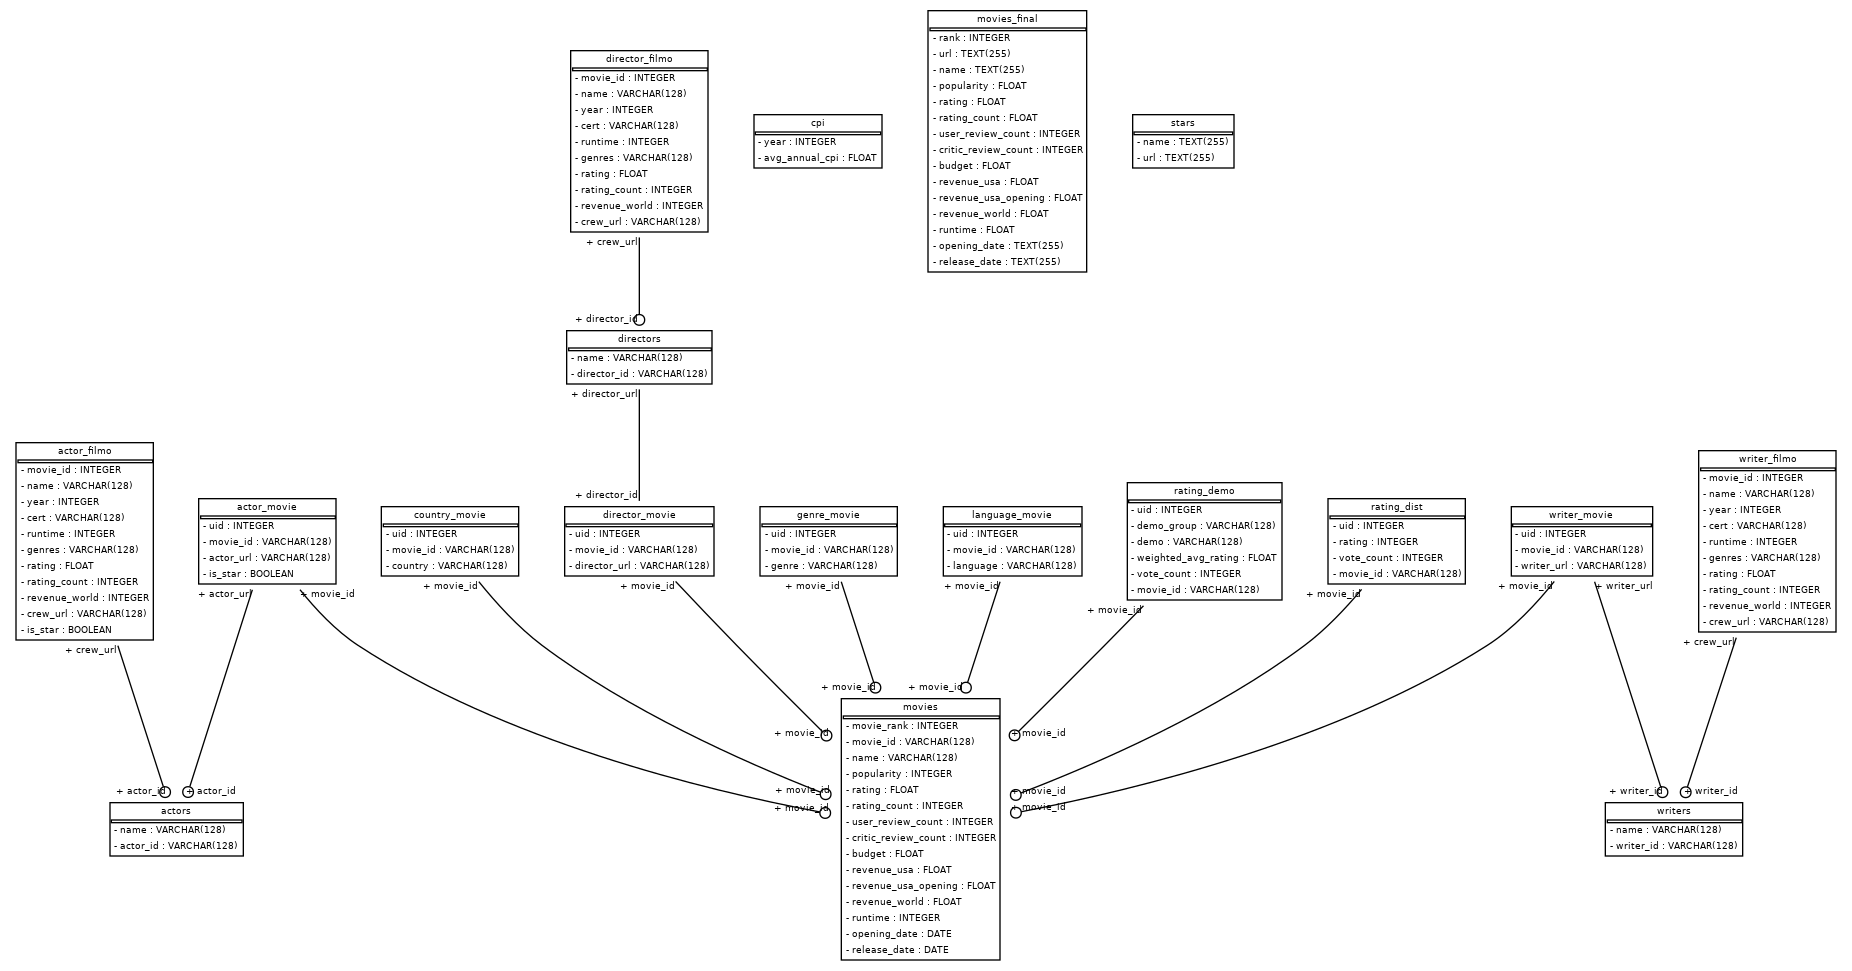 movies_final
- rank : INTEGER
- url : TEXT(255)
- name : TEXT(255)
- popularity : FLOAT
- rating : FLOAT
- rating_count : FLOAT
- user_review_count : INTEGER
- critic_review_count : INTEGER
- budget : FLOAT
- revenue_usa : FLOAT
- revenue_usa_opening : FLOAT
- revenue_world : FLOAT
- runtime : FLOAT
- opening_date : TEXT(255)
- release_date : TEXT(255)
director_filmo
- movie_id : INTEGER
- name : VARCHAR(128)
- year : INTEGER
- cert : VARCHAR(128)
- runtime : INTEGER
- genres : VARCHAR(128)
- rating : FLOAT
- rating_count : INTEGER
- revenue_world : INTEGER
- crew_url : VARCHAR(128)
+ crew_url
cpi
- year : INTEGER
- avg_annual_cpi : FLOAT
stars
- name : TEXT(255)
- url : TEXT(255)
+ director_id
directors
- name : VARCHAR(128)
- director_id : VARCHAR(128)
+ director_url
+ director_id
actor_filmo
- movie_id : INTEGER
- name : VARCHAR(128)
- year : INTEGER
- cert : VARCHAR(128)
- runtime : INTEGER
- genres : VARCHAR(128)
- rating : FLOAT
- rating_count : INTEGER
- revenue_world : INTEGER
- crew_url : VARCHAR(128)
- is_star : BOOLEAN
+ crew_url
actor_movie
- uid : INTEGER
- movie_id : VARCHAR(128)
- actor_url : VARCHAR(128)
- is_star : BOOLEAN
+ actor_url
+ movie_id
country_movie
- uid : INTEGER
- movie_id : VARCHAR(128)
- country : VARCHAR(128)
+ movie_id
director_movie
- uid : INTEGER
- movie_id : VARCHAR(128)
- director_url : VARCHAR(128)
+ movie_id
genre_movie
- uid : INTEGER
- movie_id : VARCHAR(128)
- genre : VARCHAR(128)
+ movie_id
language_movie
- uid : INTEGER
- movie_id : VARCHAR(128)
- language : VARCHAR(128)
+ movie_id
rating_demo
- uid : INTEGER
- demo_group : VARCHAR(128)
- demo : VARCHAR(128)
- weighted_avg_rating : FLOAT
- vote_count : INTEGER
- movie_id : VARCHAR(128)
+ movie_id
rating_dist
- uid : INTEGER
- rating : INTEGER
- vote_count : INTEGER
- movie_id : VARCHAR(128)
+ movie_id
writer_movie
- uid : INTEGER
- movie_id : VARCHAR(128)
- writer_url : VARCHAR(128)
+ movie_id
+ writer_url
writer_filmo
- movie_id : INTEGER
- name : VARCHAR(128)
- year : INTEGER
- cert : VARCHAR(128)
- runtime : INTEGER
- genres : VARCHAR(128)
- rating : FLOAT
- rating_count : INTEGER
- revenue_world : INTEGER
- crew_url : VARCHAR(128)
+ crew_url
+ movie_id
+ movie_id
+ movie_id
+ movie_id
+ movie_id
+ movie_id
+ movie_id
+ movie_id
+ actor_id
+ actor_id
actors
- name : VARCHAR(128)
- actor_id : VARCHAR(128)
movies
- movie_rank : INTEGER
- movie_id : VARCHAR(128)
- name : VARCHAR(128)
- popularity : INTEGER
- rating : FLOAT
- rating_count : INTEGER
- user_review_count : INTEGER
- critic_review_count : INTEGER
- budget : FLOAT
- revenue_usa : FLOAT
- revenue_usa_opening : FLOAT
- revenue_world : FLOAT
- runtime : INTEGER
- opening_date : DATE
- release_date : DATE
+ writer_id
+ writer_id
writers
- name : VARCHAR(128)
- writer_id : VARCHAR(128)